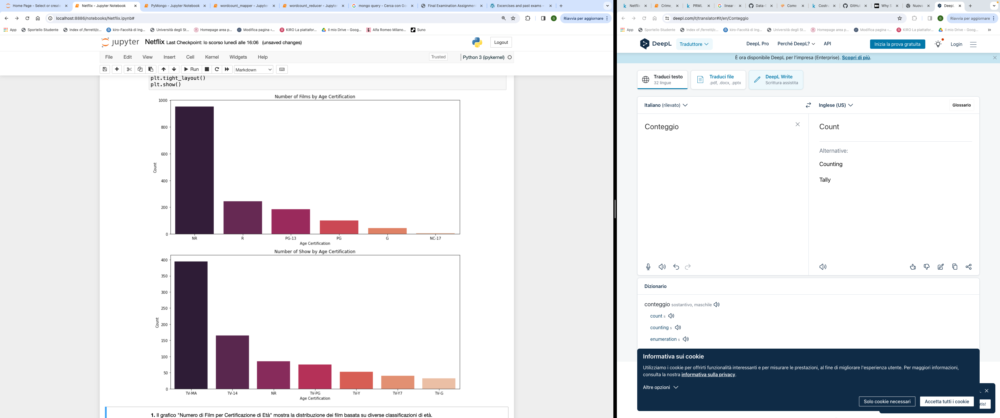 Home Page - Select or create
Netflix - Jupyter Notebook
PyMongo - Jupyter Notebook
wordcount_mapper - Jupyter
wordcount_reducer - Jupyter
mongo query - Cerca con Go
Final Examination Assignmen
Excercises and past exams –
localhost:8886/notebooks/Netflix.ipynb#
Riavvia per aggiornare
App
Sportello Studente
Index of /ferretti/c...
kiro-Facoltà di Ing...
Università degli St...
Homepage area p...
Modifica pagina ‹...
KIRO La piattafor...
Il mio Drive - Goog...
Alfa Romeo Milano...
Suno
jupyter Netflix Last Checkpoint: lo scorso lunedì alle 16:06 (unsaved changes)
Logout
File Edit View Insert Cell Kernel Widgets Help
Trusted
Python 3 (ipykernel)
Run
Markdown
plt.tight_layout()
plt.show()
Number of Films by Age Certification
1000
800
600
400
200
0
Count
NR R PG-13 PG G NC-17
Age Certification
Number of Show by Age Certification
400
350
300
250
200
150
100
50
0
Count
TV-MA TV-14 NR TV-PG TV-Y TV-Y7 TV-G
Age Certification
1. Il grafico "Numero di Film per Certificazione di Età" mostra la distribuzione dei film basata su diverse classificazioni di età.
Netflix
Crime_
PRML
linear
Data-S
Come
Costru
GitHub
Why S
Nuova
DeepL
deepl.com/it/translator#it/en/Conteggio
Riavvia per aggiornare
App
Sportello Studente
Index of /ferretti/c...
kiro-Facoltà di Ing...
Università degli St...
Homepage area p...
Modifica pagina ‹...
KIRO La piattafor...
Il mio Drive - Goog...
DeepL
Traduttore
DeepL Pro
Perché DeepL?
API
Inizia la prova gratuita
Login
È ora disponibile DeepL per l’impresa (Enterprise). Scopri di più.
Traduci testo
32 lingue
Traduci file
.pdf, .docx, .pptx
DeepL Write
Scrittura assistita
Italiano (rilevato)
Inglese (US)
Glossario
Conteggio
Count
Alternative:
Counting
Tally
Dizionario
conteggio sostantivo, maschile
count s
counting s
enumeration s
Informativa sui cookie
Utilizziamo i cookie per offrirti funzionalità interessanti e per misurare le prestazioni, al fine di migliorare l'esperienza utente. Per maggiori informazioni,
consulta la nostra informativa sulla privacy.
Altre opzioni
Solo cookie necessari
Accetta tutti i cookie
tis!